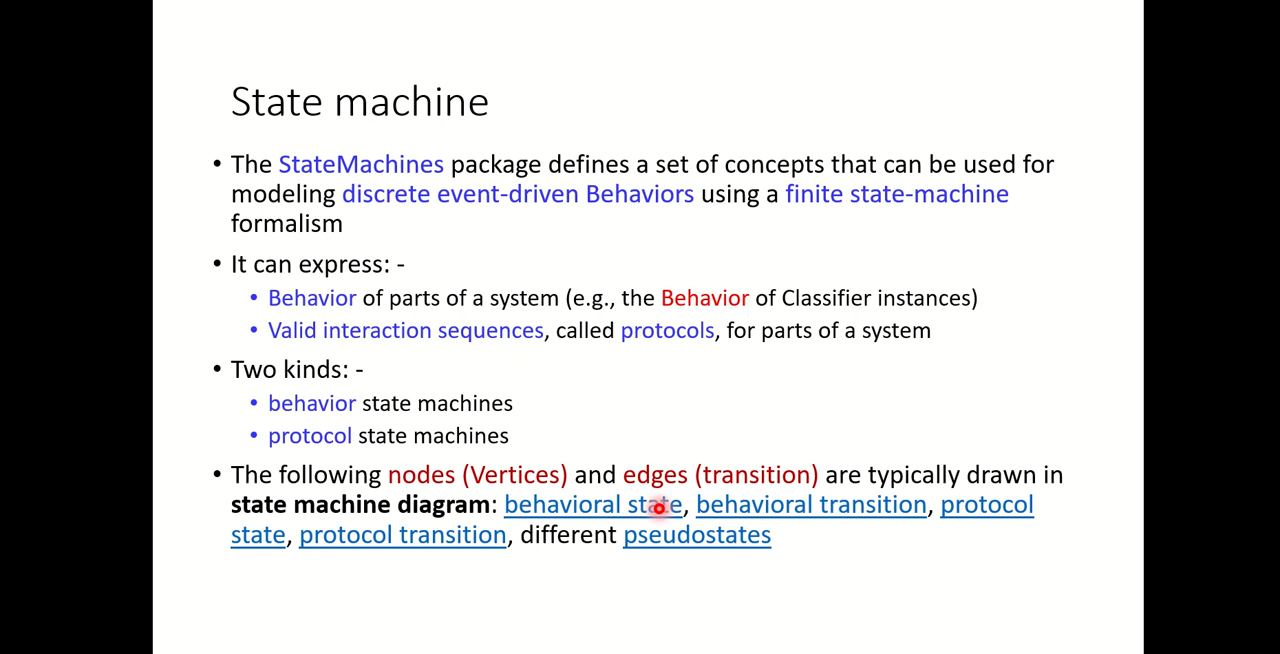 State machine
• The StateMachines package defines a set of concepts that can be used for
modeling discrete event-driven Behaviors using a finite state-machine
formalism
• It can express: -
• Behavior of parts of a system (e.g., the Behavior of Classifier instances)
• Valid interaction sequences, called protocols, for parts of a system
• Two kinds: -
• behavior state machines
• protocol state machines
• The following nodes (Vertices) and edges (transition) are typically drawn in
state machine diagram: behavioral state, behavioral transition, protocol
state, protocol transition, different pseudostates